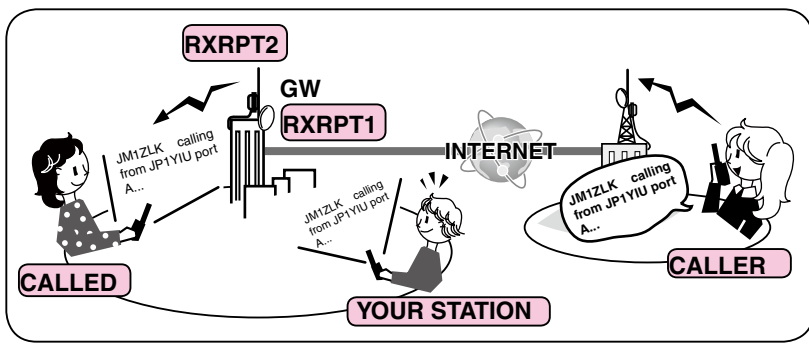 RXRPT2
GW
RXRPT1
INTERNET
JM1ZLK calling
from JP1YIU port
A...
JM1ZLK calling
from JP1YIU port
A...
JM1ZLK calling
from JP1YIU port
A...
CALLED
CALLER
YOUR STATION